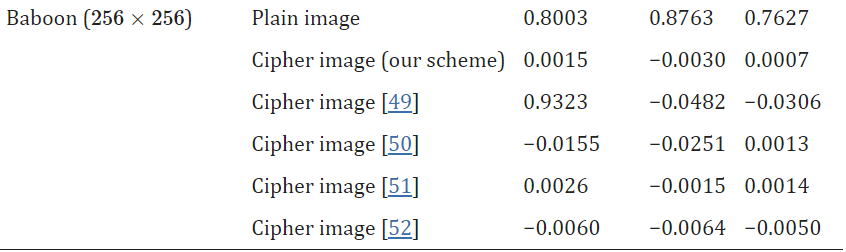 Baboon (256 × 256) Plain image 0.8003 0.8763 0.7627
Cipher image (our scheme) 0.0015 −0.0030 0.0007
Cipher image [49] 0.9323 −0.0482 −0.0306
Cipher image [50] −0.0155 −0.0251 0.0013
Cipher image [51] 0.0026 −0.0015 0.0014
Cipher image [52] −0.0060 −0.0064 −0.0050